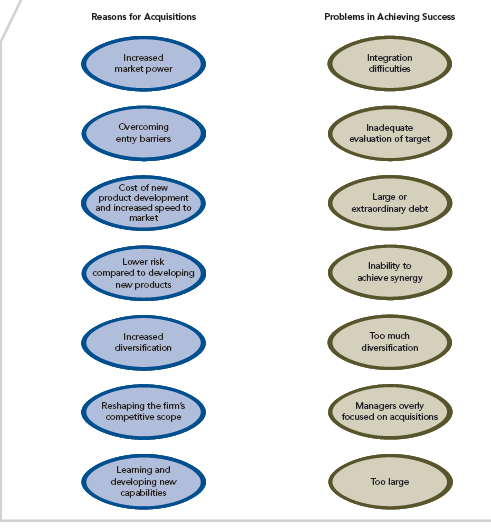 Reasons for Acquisitions
Problems in Achieving Success
Increased
market power
Integration
difficulties
Overcoming
entry barriers
Inadequate
evaluation of target
Cost of new
product development
and increased speed to
market
Large or
extraordinary debt
Lower risk
compared to developing
new products
Inability to
achieve synergy
Increased
diversification
Too much
diversification
Reshaping the firm's
competitive scope
Managers overly
focused on acquisitions
Learning and
developing new
capabilities
Too large